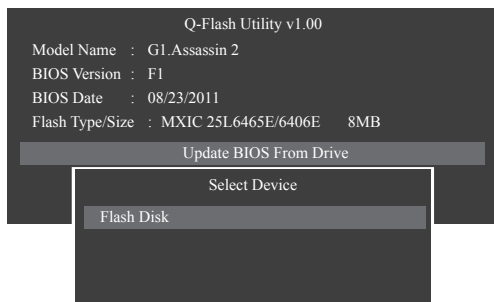 Q-Flash Utility v1.00
Model Name : G1.Assassin 2
BIOS Version : F1
BIOS Date : 08/23/2011
Flash Type/Size : MXIC 25L6465E/6406E 8MB
Update BIOS From Drive
Select Device
Flash Disk